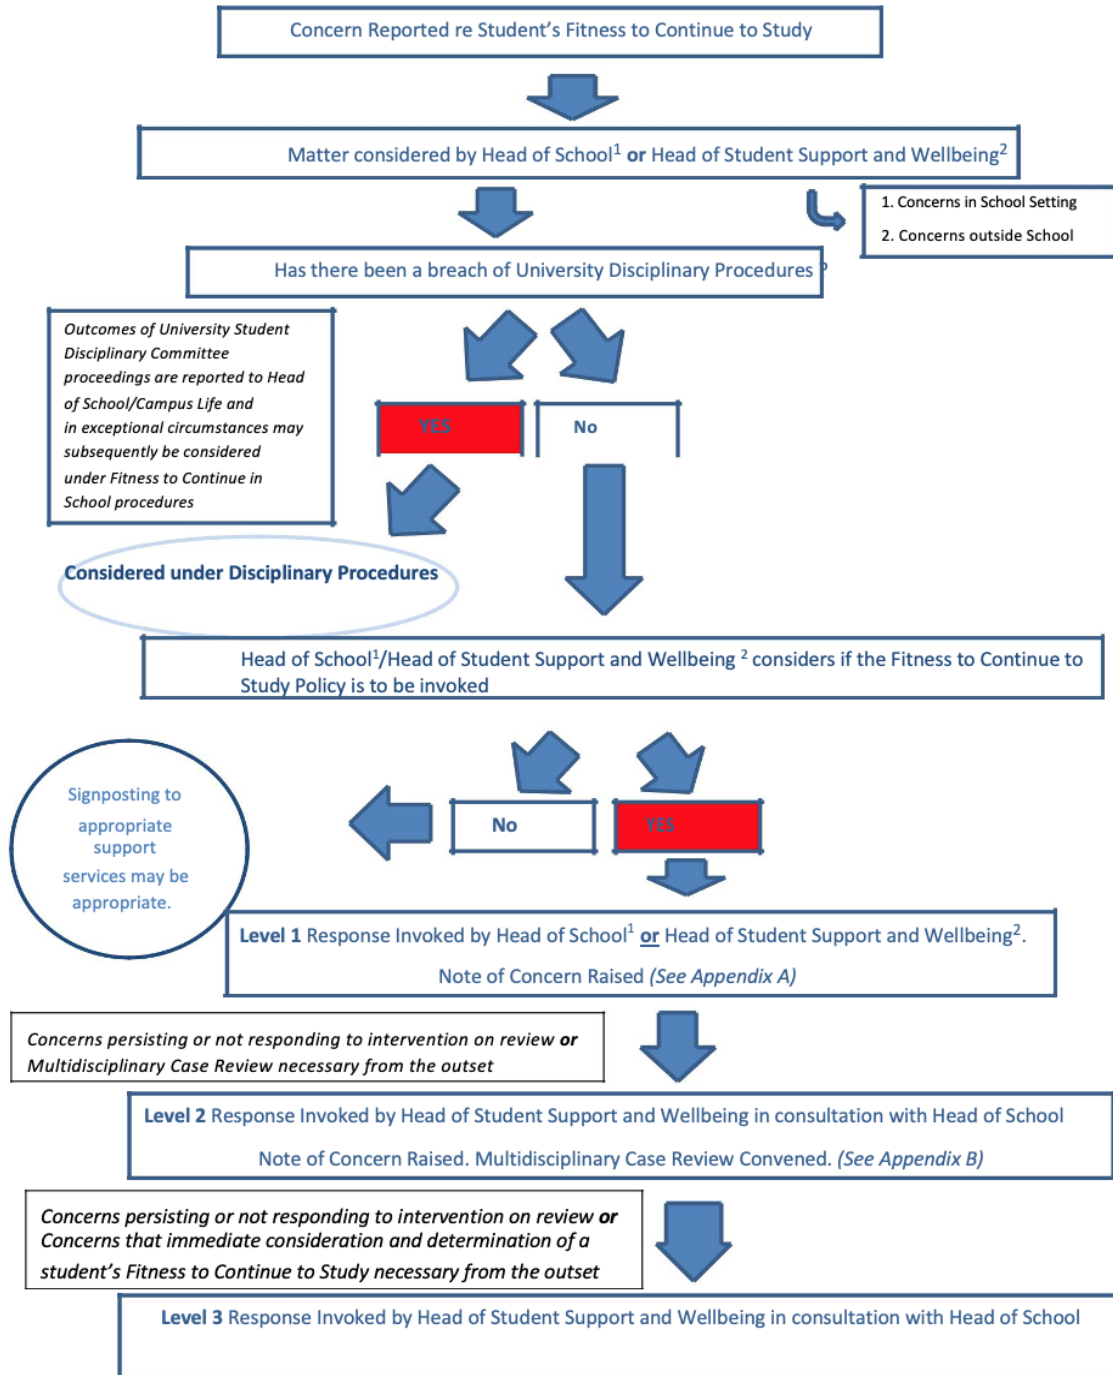 Concern Reported re Student’s Fitness to Continue to Study
Matter considered by Head of School1 or Head of Student Support and Wellbeing2
1. Concerns in School Setting
2. Concerns outside School
Has there been a breach of University Disciplinary Procedures ?
Outcomes of University Student
Disciplinary Committee
proceedings are reported to Head
of School/Campus Life and
in exceptional circumstances may
subsequently be considered
under Fitness to Continue in
School procedures
YES
No
Considered under Disciplinary Procedures
Head of School1/Head of Student Support and Wellbeing 2 considers if the Fitness to Continue to
Study Policy is to be invoked
Signposting to
appropriate
support
services may be
appropriate.
No
YES
Level 1 Response Invoked by Head of School1 or Head of Student Support and Wellbeing2.
Note of Concern Raised (See Appendix A)
Concerns persisting or not responding to intervention on review or
Multidisciplinary Case Review necessary from the outset
Level 2 Response Invoked by Head of Student Support and Wellbeing in consultation with Head of School
Note of Concern Raised. Multidisciplinary Case Review Convened. (See Appendix B)
Concerns persisting or not responding to intervention on review or
Concerns that immediate consideration and determination of a
student’s Fitness to Continue to Study necessary from the outset
Level 3 Response Invoked by Head of Student Support and Wellbeing in consultation with Head of School